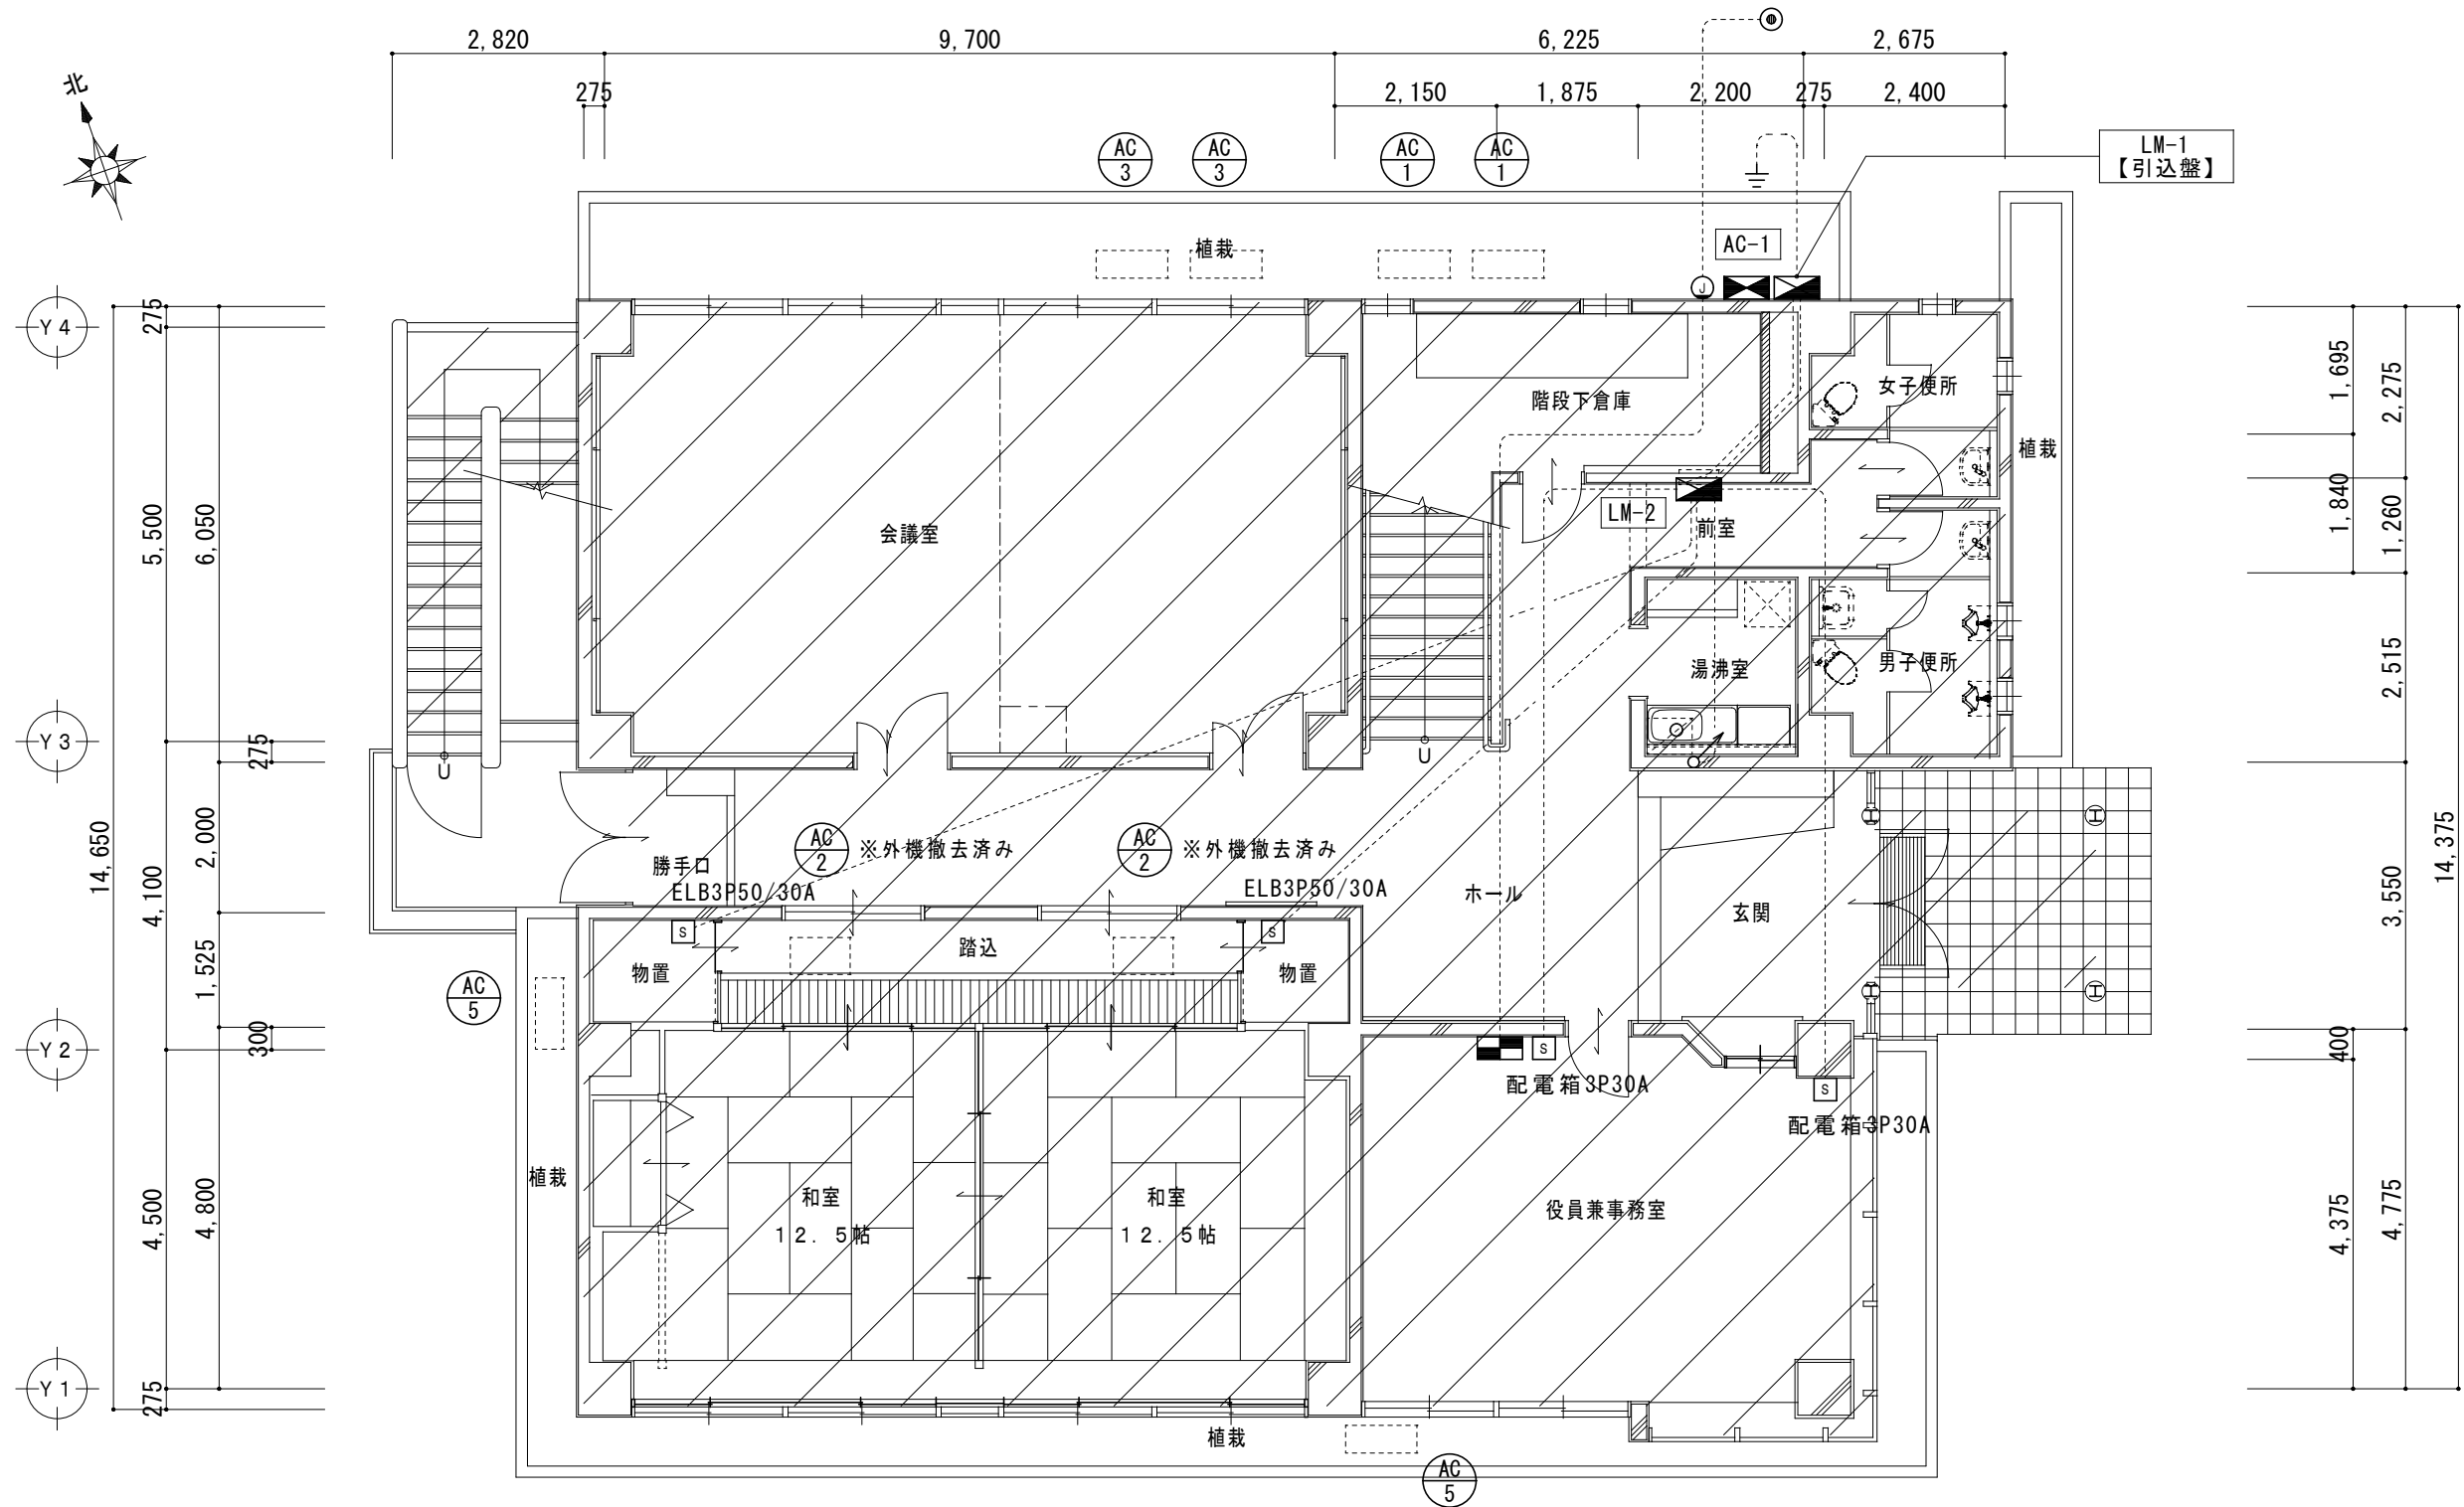 2,820
9,700
6,225
2,675
275
2,150
1,875
2,200
275
2,400
北
AC
3
AC
3
AC
1
AC
1
LM-1
【引込盤】
AC-1
植栽
J
Y4
Y3
Y2
Y1
275
5,500
6,050
275
14,650
4,100
2,000
1,525
300
4,500
4,800
275
1,695
2,275
1,840
1,260
2,515
14,375
3,550
400
4,375
4,775
階段下倉庫
女子便所
植栽
会議室
LM-2
前室
湯沸室
男子便所
U
U
AC
2
※外機撤去済み
AC
2
※外機撤去済み
勝手口
ELB3P50/30A
ELB3P50/30A
ホール
玄関
S
S
踏込
物置
物置
AC
5
S
配電箱3P30A
S
配電箱3P30A
植栽
和室
12.5帖
和室
12.5帖
役員兼事務室
植栽
AC
5